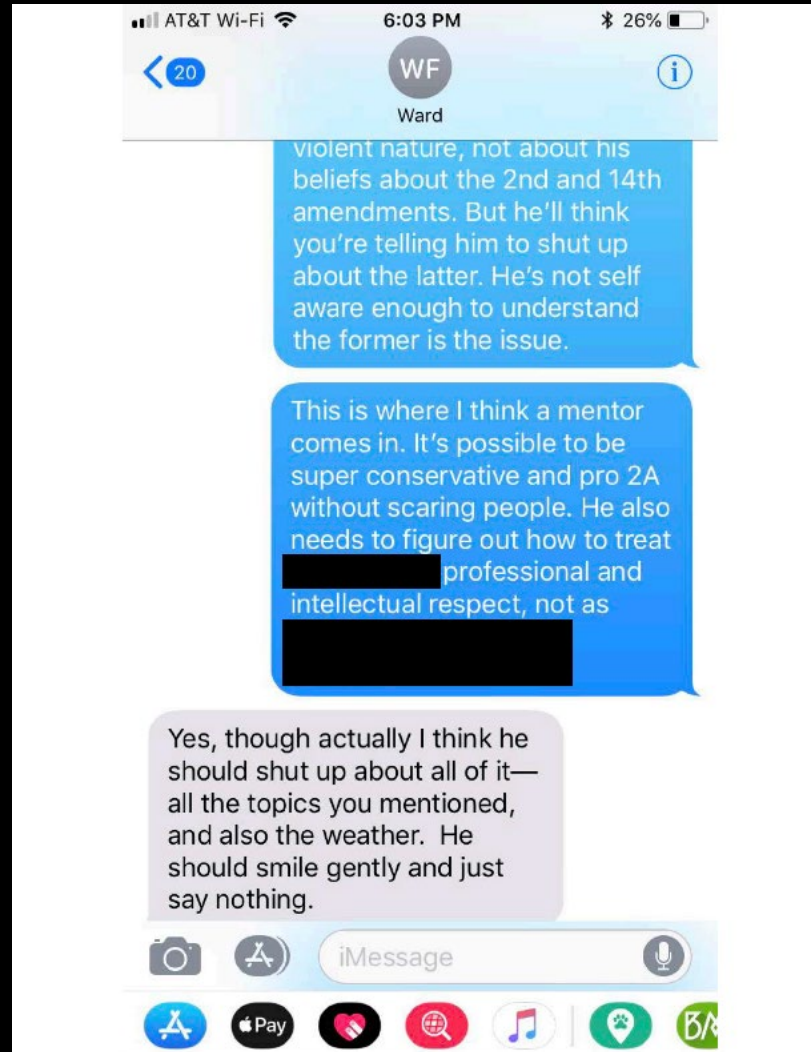 AT&T Wi-Fi 6:03 PM 26%
20 WF
Ward
violent nature, not about his
beliefs about the 2nd and 14th
amendments. But he’ll think
you’re telling him to shut up
about the latter. He’s not self
aware enough to understand
the former is the issue.
This is where I think a mentor
comes in. It’s possible to be
super conservative and pro 2A
without scaring people. He also
needs to figure out how to treat
professional and
intellectual respect, not as
Yes, though actually I think he
should shut up about all of it—
all the topics you mentioned,
and also the weather.  He
should smile gently and just
say nothing.
iMessage
Pay